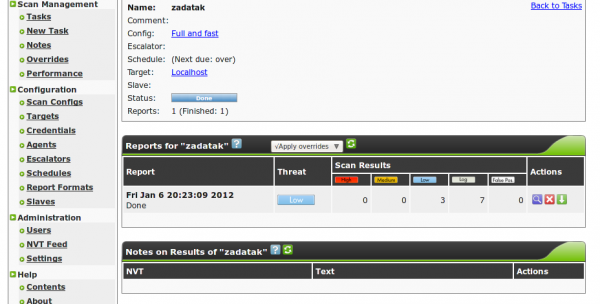 Scan Management
Tasks
New Task
Notes
Overrides
Performance
Configuration
Scan Configs
Targets
Credentials
Agents
Escalators
Schedules
Report Formats
Slaves
Administration
Users
NVT Feed
Settings
Help
Contents
About
Name: zadatak
Back to Tasks
Comment:
Config: Full and fast
Escalator:
Schedule: (Next due: over)
Target: Localhost
Slave:
Status: Done
Reports: 1 (Finished: 1)
Reports for "zadatak" ? √Apply overrides
Report Threat Scan Results Actions
High Medium Low Log False Pos.
Fri Jan 6 20:23:09 2012 Low 0 0 3 7 0
Done
Notes on Results of "zadatak" ?
NVT Text Actions